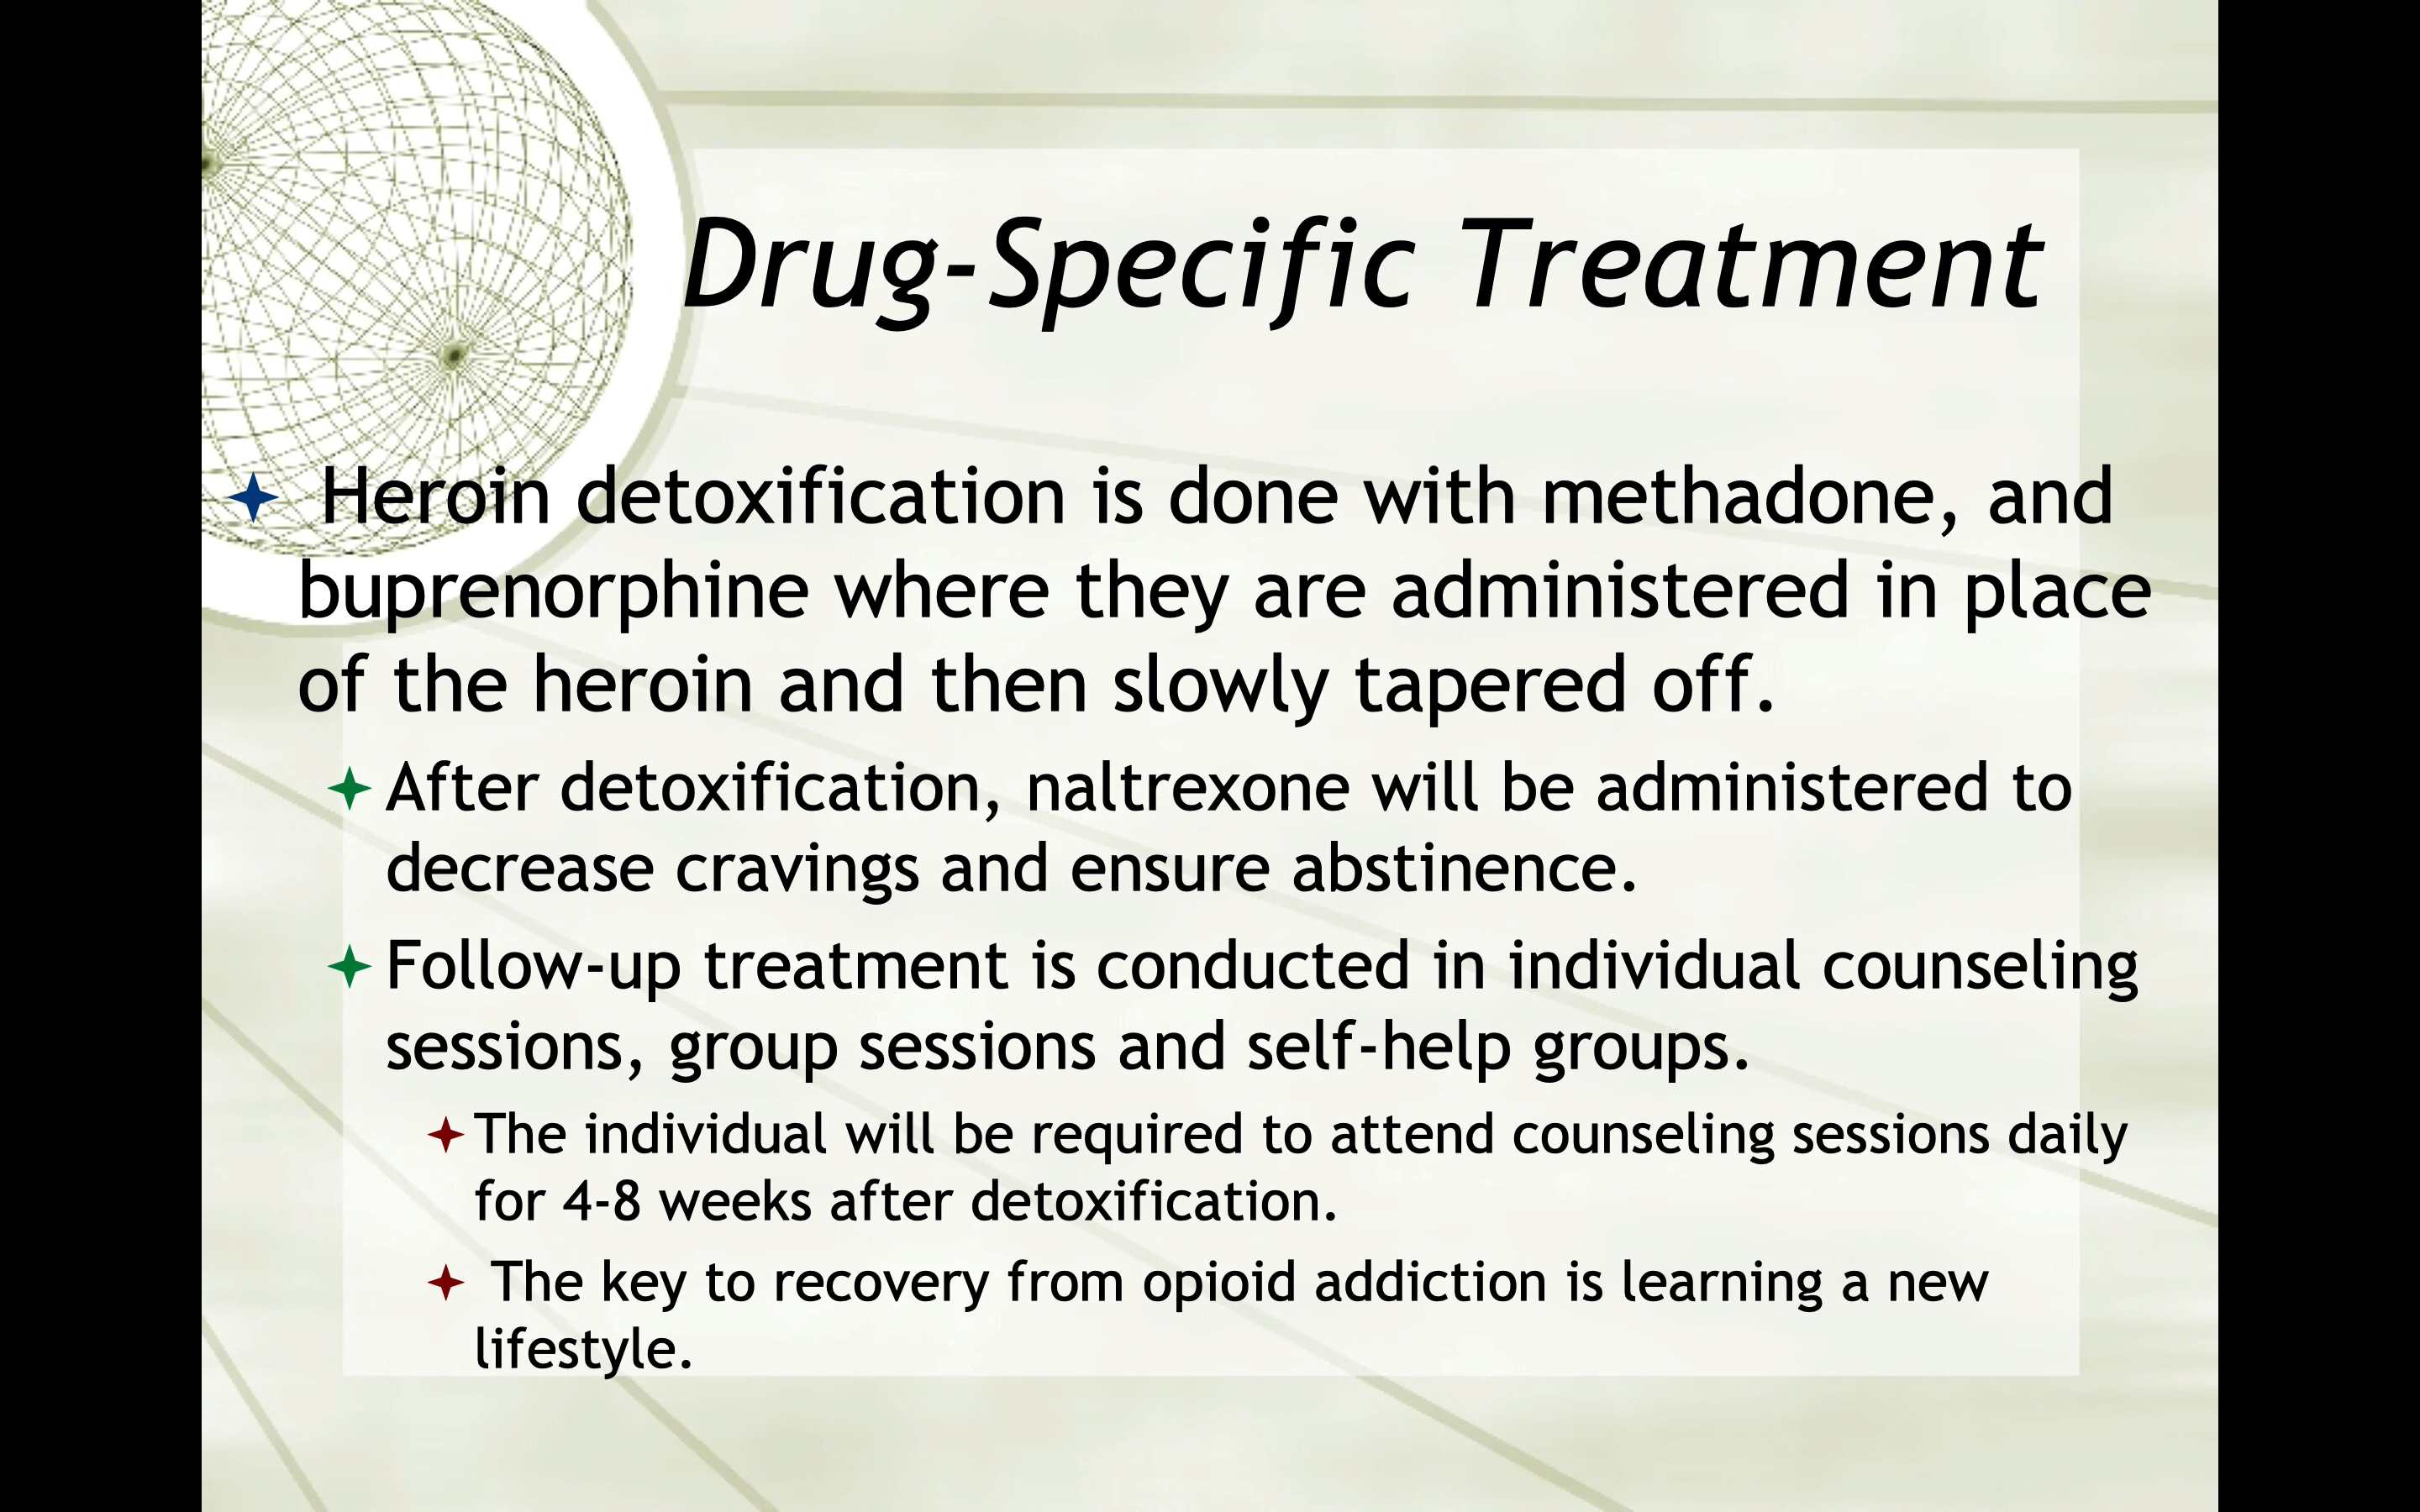 Drug-Specific Treatment
Heroin detoxification is done with methadone, and
buprenorphine where they are administered in place
of the heroin and then slowly tapered off.
After detoxification, naltrexone will be administered to
decrease cravings and ensure abstinence.
Follow-up treatment is conducted in individual counseling
sessions, group sessions and self-help groups.
The individual will be required to attend counseling sessions daily
for 4-8 weeks after detoxification.
The key to recovery from opioid addiction is learning a new
lifestyle.